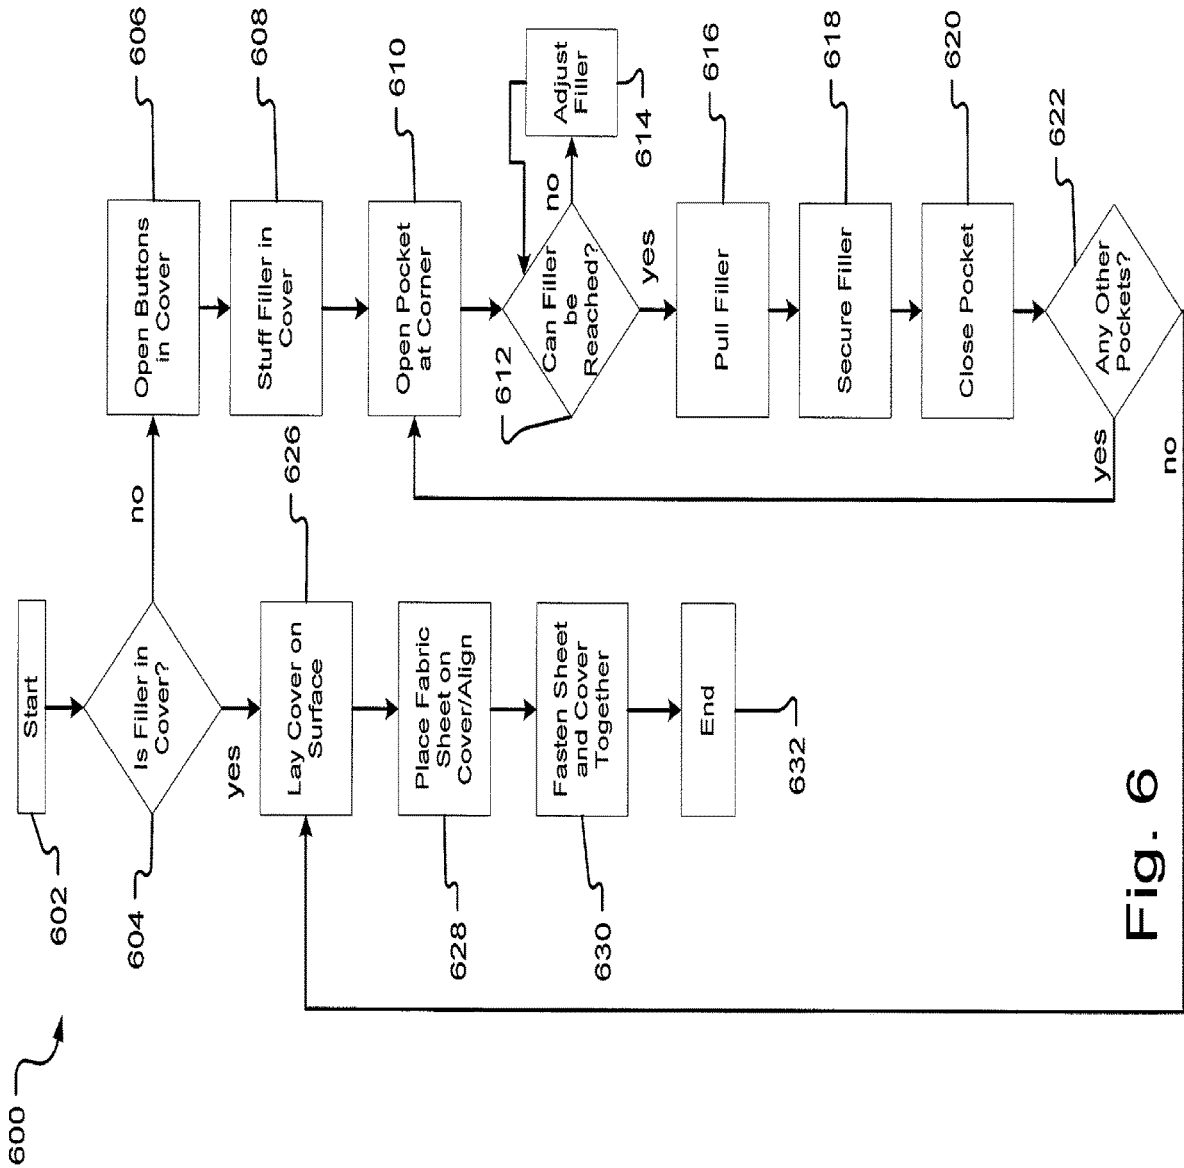 600
602
Start
604
Is Filler in
Cover?
no
yes
606
Open Buttons
in Cover
608
Stuff Filler in
Cover
610
Open Pocket
at Corner
612
Can Filler
be
Reached?
no
yes
Adjust
Filler
614
616
Pull Filler
618
Secure Filler
620
Close Pocket
622
Any Other
Pockets?
yes
no
626
Lay Cover on
Surface
628
Place Fabric
Sheet on
Cover/Align
630
Fasten Sheet
and Cover
Together
End
632
Fig. 6